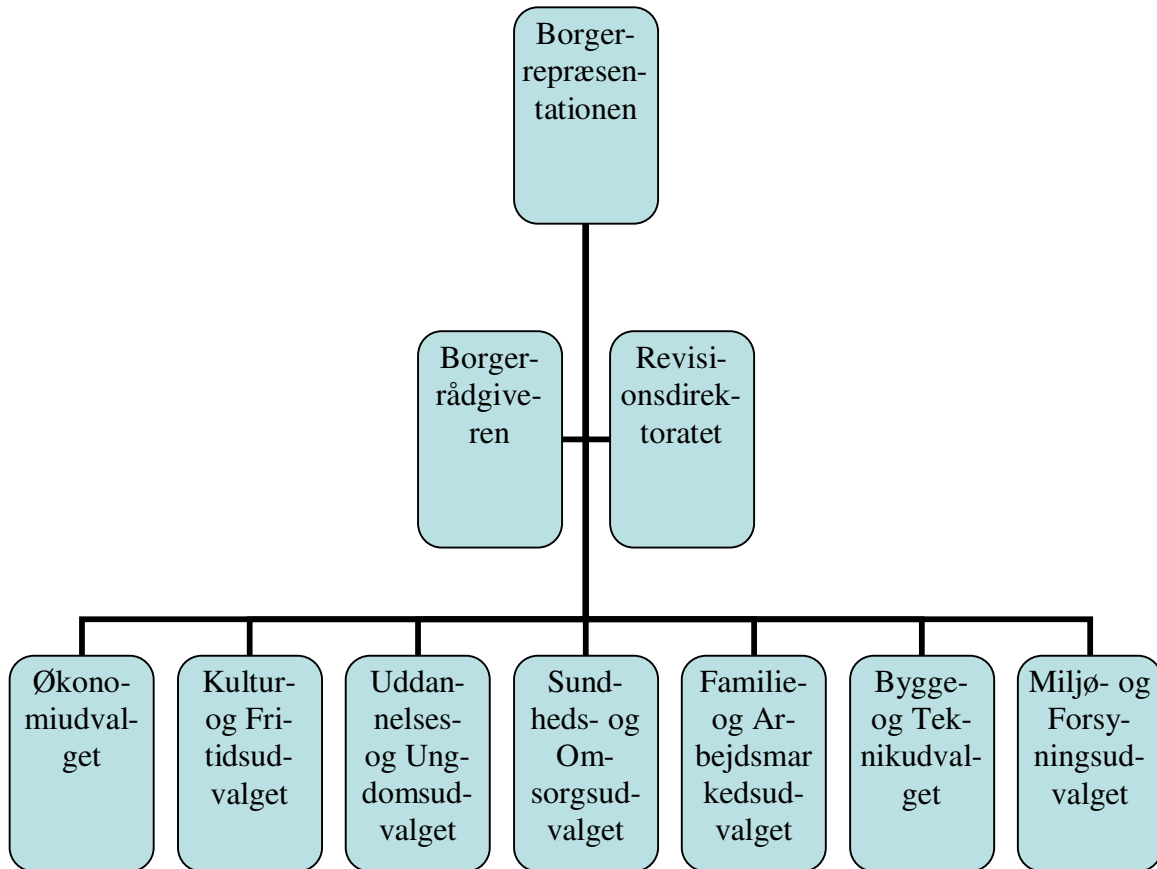 Borger-
repræsen-
tationen
Borger-
rådgive-
ren
Revisi-
onsdirek-
toratet
Økono-
miudval-
get
Kultur-
og Fri-
tidsud-
valget
Uddan-
nelses-
og Ung-
domsud-
valget
Sund-
heds- og
Om-
sorgsud-
valget
Familie-
og Ar-
bejdsmar
kedsud-
valget
Bygge-
og Tek-
nikudval-
get
Miljø- og
Forsy-
ningsud-
valget